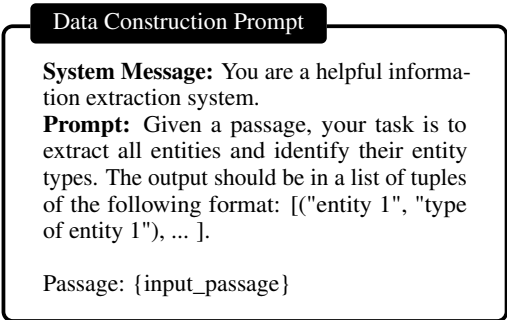 Data Construction Prompt
System Message: You are a helpful informa-
tion extraction system.
Prompt: Given a passage, your task is to
extract all entities and identify their entity
types. The output should be in a list of tuples
of the following format: [("entity 1", "type
of entity 1"), ... ].
Passage: {input_passage}